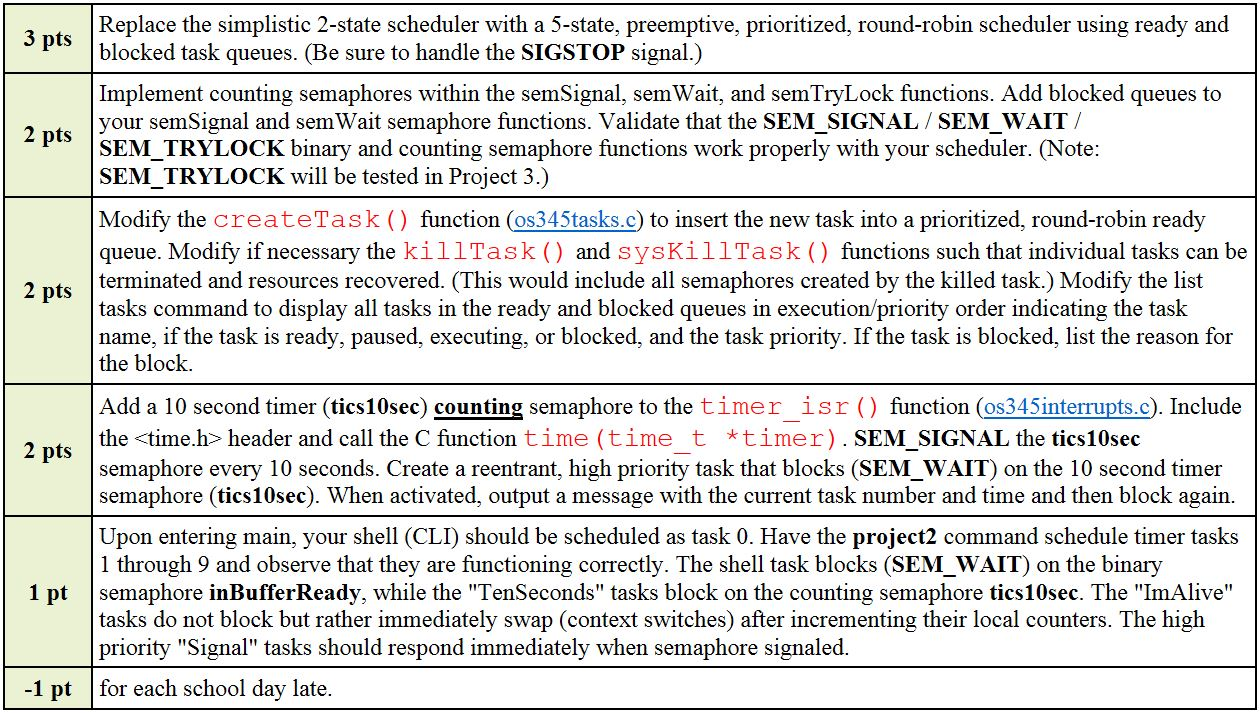 3 pts
Replace the simplistic 2-state scheduler with a 5-state, preemptive, prioritized, round-robin scheduler using ready and
blocked task queues. (Be sure to handle the SIGSTOP signal.)
2 pts
Implement counting semaphores within the semSignal, semWait, and semTryLock functions. Add blocked queues to
your semSignal and semWait semaphore functions. Validate that the SEM_SIGNAL / SEM_WAIT /
SEM_TRYLOCK binary and counting semaphore functions work properly with your scheduler. (Note:
SEM_TRYLOCK will be tested in Project 3.)
2 pts
Modify the createTask() function (os345tasks.c) to insert the new task into a prioritized, round-robin ready
queue. Modify if necessary the killTask() and sysKillTask() functions such that individual tasks can be
terminated and resources recovered. (This would include all semaphores created by the killed task.) Modify the list
tasks command to display all tasks in the ready and blocked queues in execution/priority order indicating the task
name, if the task is ready, paused, executing, or blocked, and the task priority. If the task is blocked, list the reason for
the block.
2 pts
Add a 10 second timer (tics10sec) counting semaphore to the timer_isr() function (os345interrupts.c). Include
the <time.h> header and call the C function time(time_t *timer). SEM_SIGNAL the tics10sec
semaphore every 10 seconds. Create a reentrant, high priority task that blocks (SEM_WAIT) on the 10 second timer
semaphore (tics10sec). When activated, output a message with the current task number and time and then block again.
1 pt
Upon entering main, your shell (CLI) should be scheduled as task 0. Have the project2 command schedule timer tasks
1 through 9 and observe that they are functioning correctly. The shell task blocks (SEM_WAIT) on the binary
semaphore inBufferReady, while the "TenSeconds" tasks block on the counting semaphore tics10sec. The "ImAlive"
tasks do not block but rather immediately swap (context switches) after incrementing their local counters. The high
priority "Signal" tasks should respond immediately when semaphore signaled.
-1 pt
for each school day late.